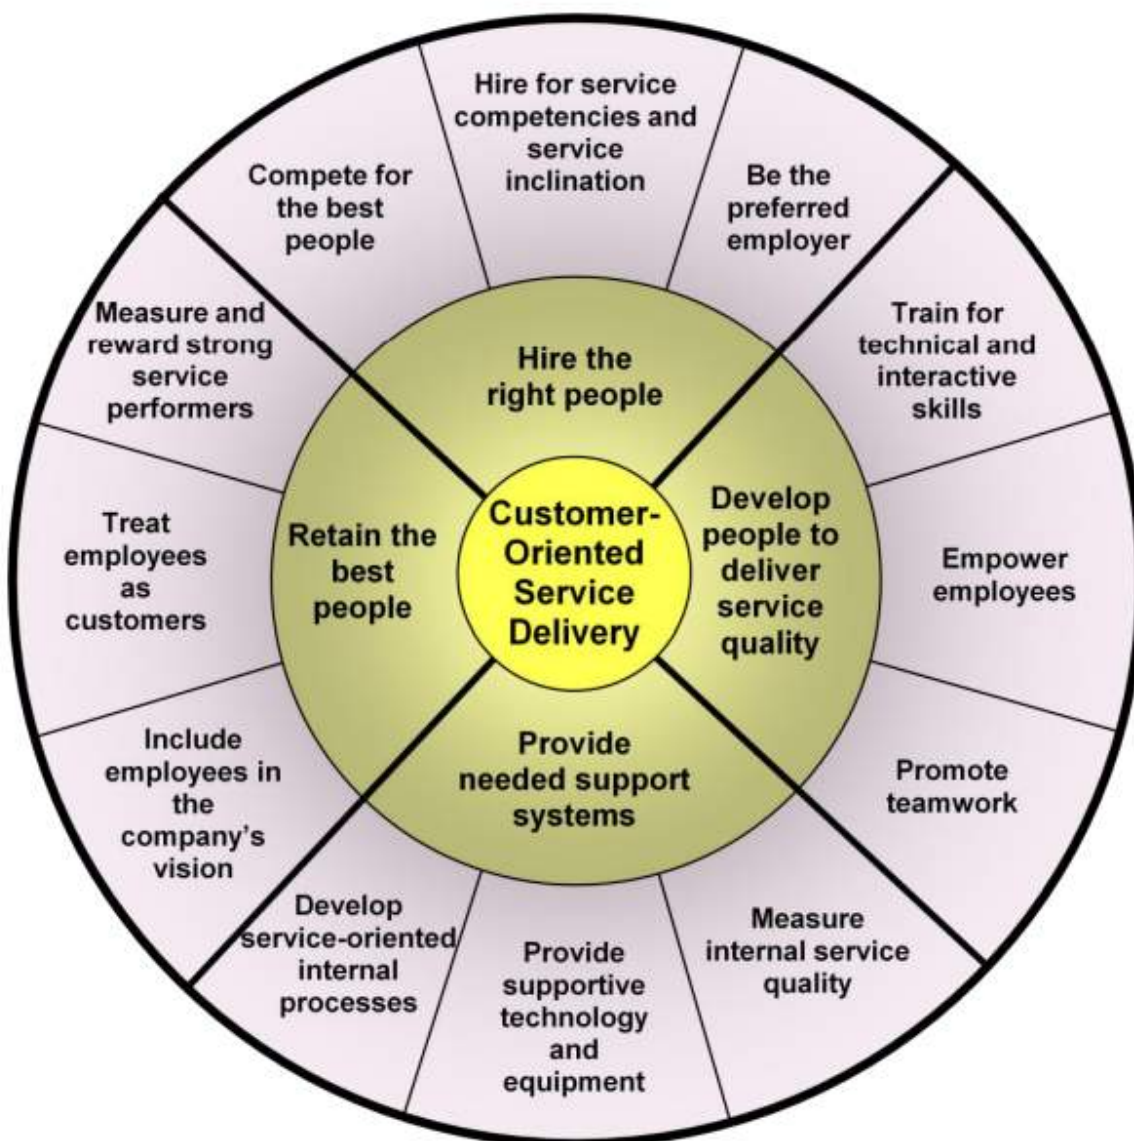 Hire for service
competencies and
service
inclination
Compete for
the best
people
Be the
preferred
employer
Measure and
reward strong
service
performers
Train for
technical and
interactive
skills
Hire the
right people
Treat
employees
as
customers
Retain the
best
people
Customer-
Oriented
Service
Delivery
Develop
people to
deliver
service
quality
Empower
employees
Include
employees in
the
company's
vision
Provide
needed support
systems
Promote
teamwork
Develop
service-oriented
internal
processes
Provide
supportive
technology
and
equipment
Measure
internal service
quality